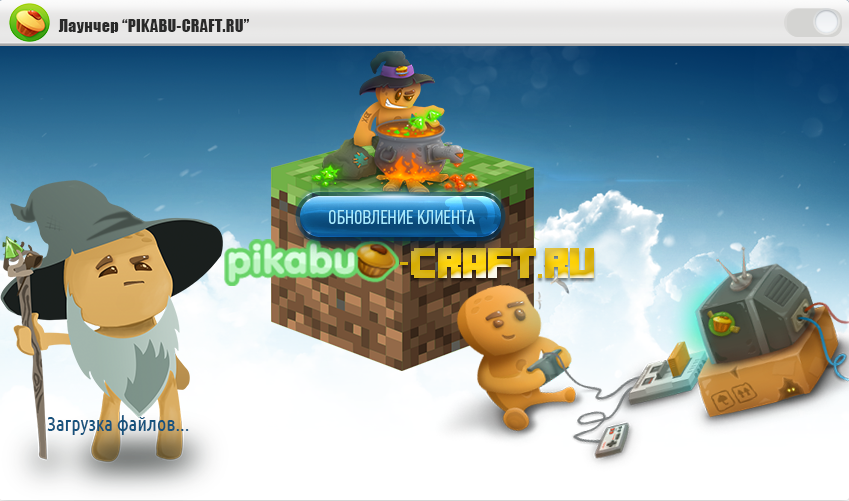 Лаунчер “PIKABU-CRAFT.RU”
ОБНОВЛЕНИЕ КЛИЕНТА
pikabu-CRAFT.RU
Загрузка файлов...